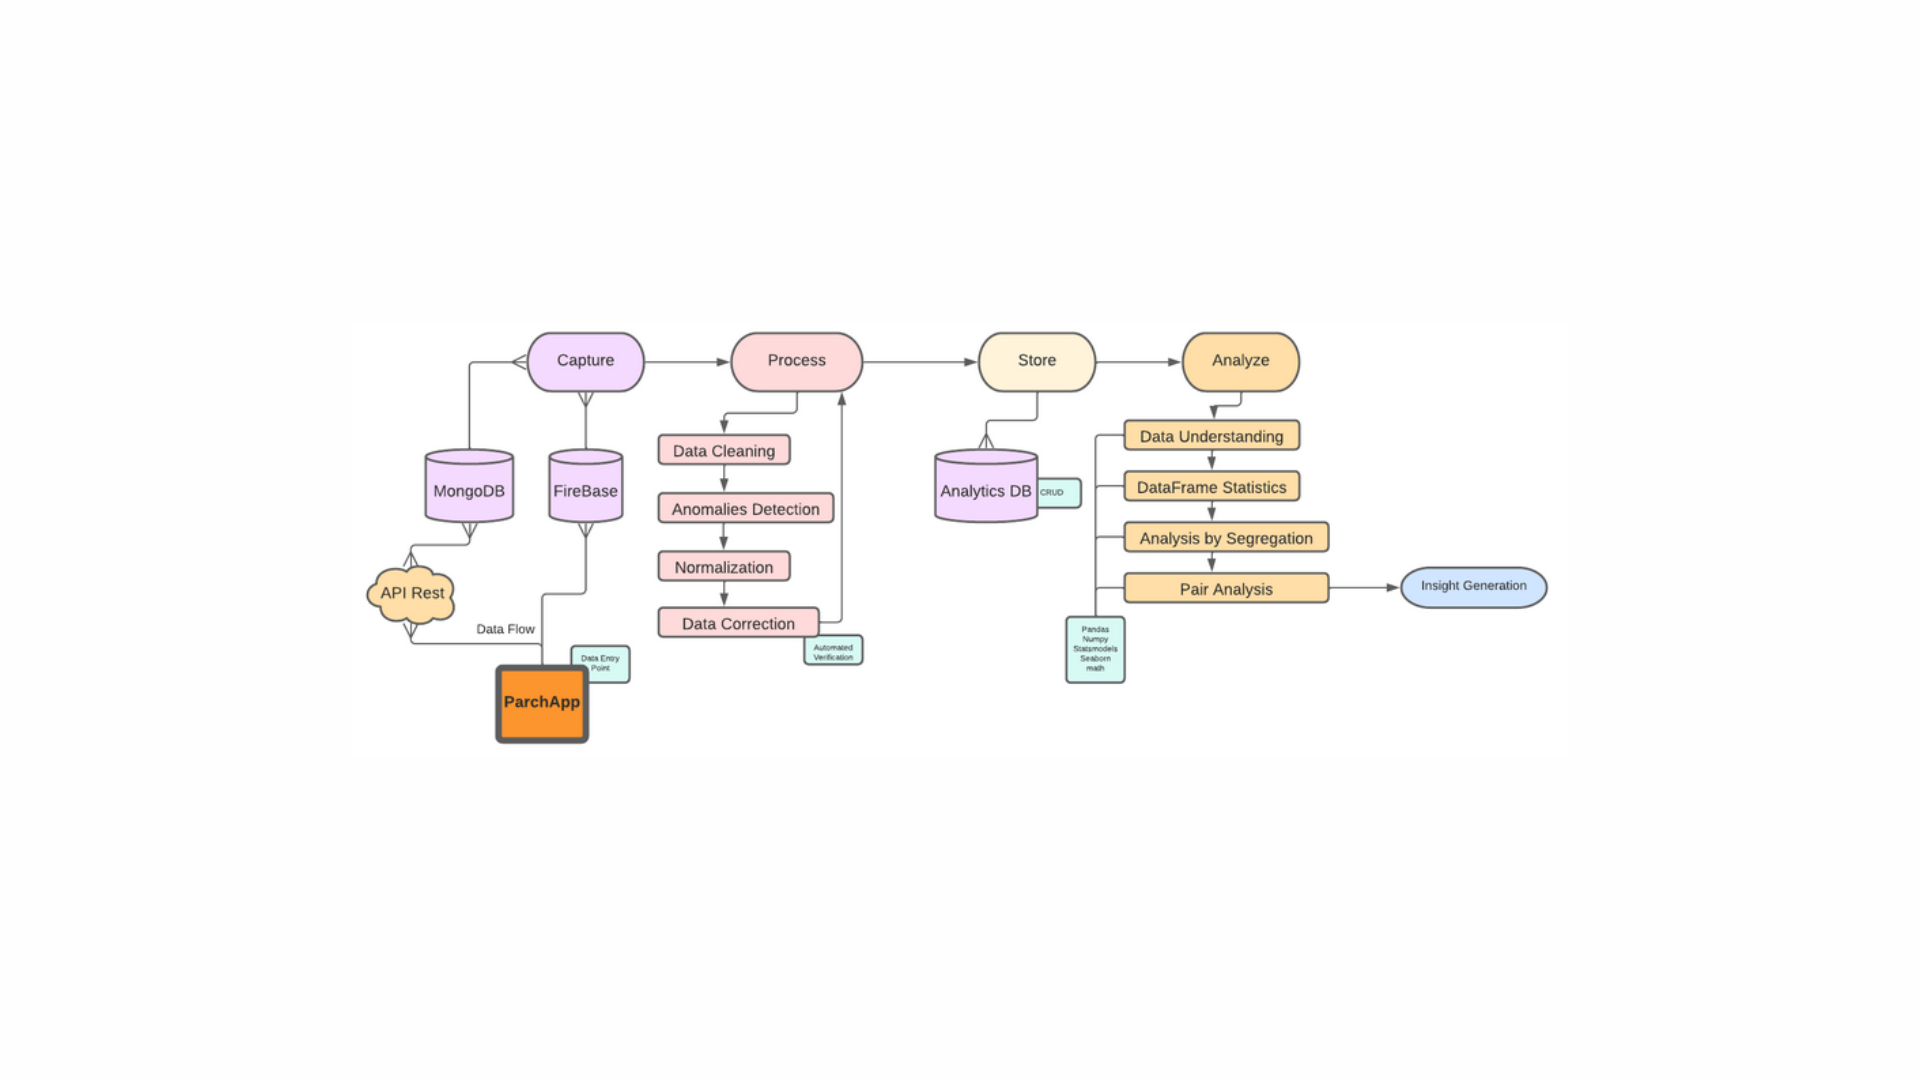 Capture
Process
Store
Analyze
MongoDB
FireBase
API Rest
Data Flow
Data Entry
Point
ParchApp
Data Cleaning
Anomalies Detection
Normalization
Data Correction
Automated
Verification
Analytics DB
CRUD
Data Understanding
DataFrame Statistics
Analysis by Segregation
Pair Analysis
Pandas
Numpy
Statsmodels
Seaborn
math
Insight Generation